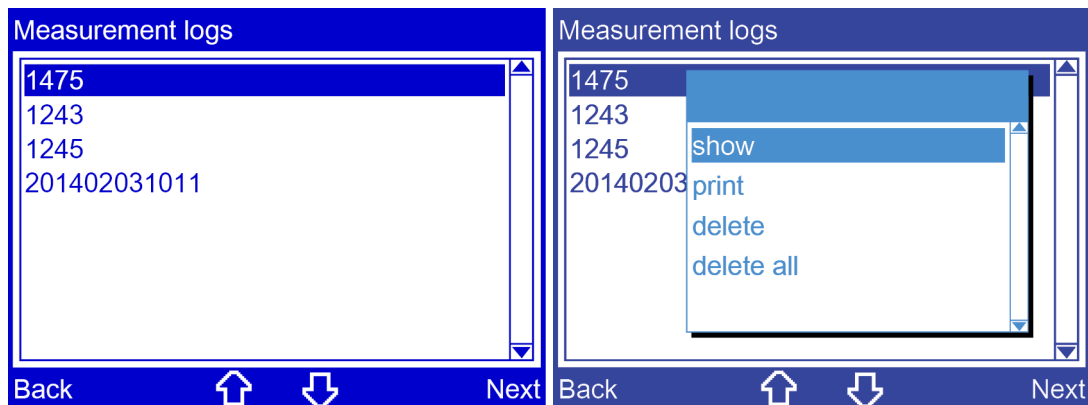 Measurement logs
1475
1243
1245
201402031011
Back
Next
Measurement logs
1475
1243
1245
20140203
show
print
delete
delete all
Back
Next